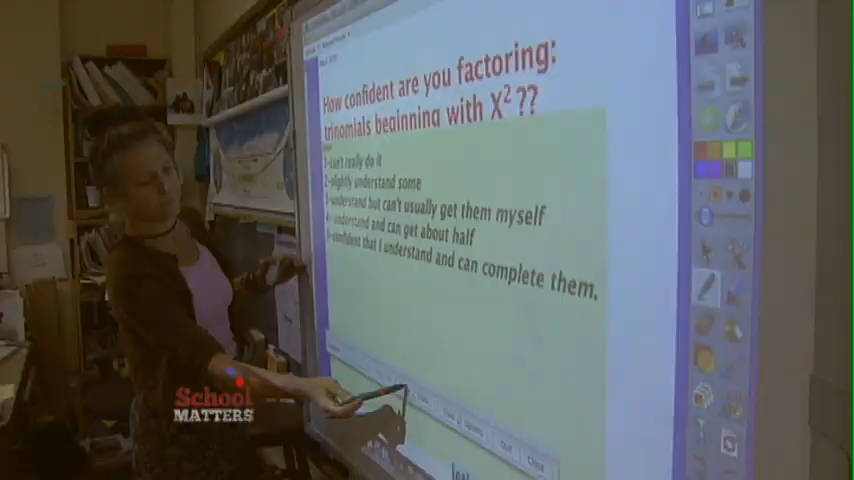 How confident are you factoring:
trinomials beginning with X² ??
1-can't really do it
2-slightly understand some
3-understand but can't usually get them myself
4- understand and can get about half
5-confident that I understand and can complete them.
School
MATTERS